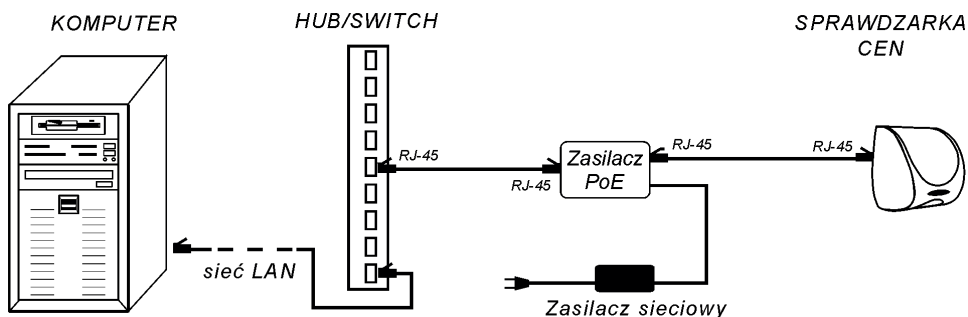 KOMPUTER
HUB/SWITCH
SPRAWDZARKA
CEN
RJ-45
RJ-45
Zasilacz
PoE
RJ-45
RJ-45
sieć LAN
Zasilacz sieciowy